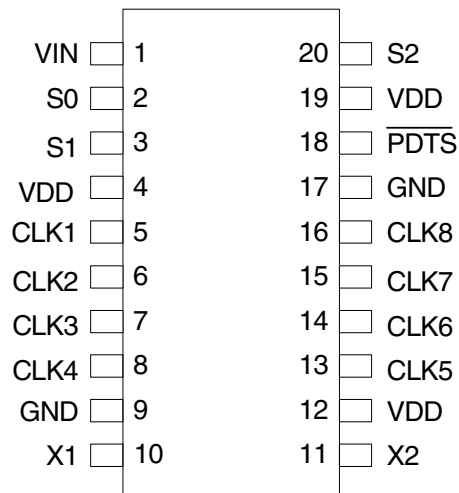 VIN 1 20 S2
S0 2 19 VDD
S1 3 18 PDTS
VDD 4 17 GND
CLK1 5 16 CLK8
CLK2 6 15 CLK7
CLK3 7 14 CLK6
CLK4 8 13 CLK5
GND 9 12 VDD
X1 10 11 X2